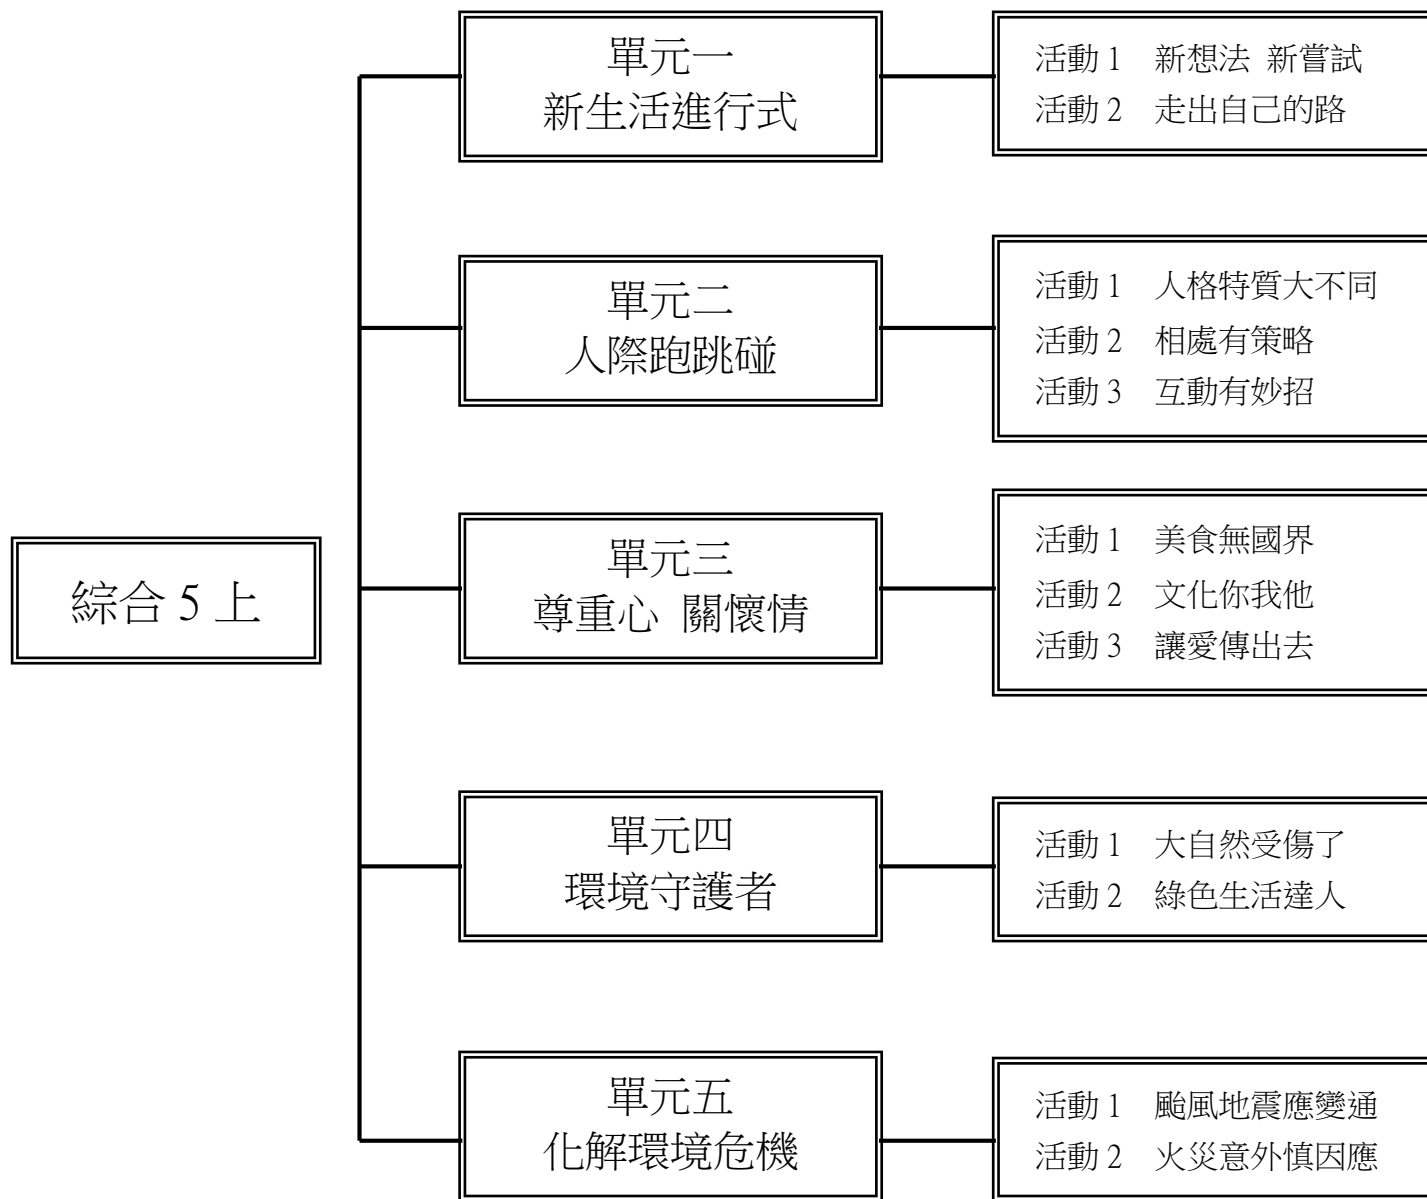 綜合 5 上
單元一
新生活進行式
活動 1 新想法 新嘗試
活動 2 走出自己的路
單元二
人際跑跳碰
活動 1 人格特質大不同
活動 2 相處有策略
活動 3 互動有妙招
單元三
尊重心 關懷情
活動 1 美食無國界
活動 2 文化你我他
活動 3 讓愛傳出去
單元四
環境守護者
活動 1 大自然受傷了
活動 2 綠色生活達人
單元五
化解環境危機
活動 1 颱風地震應變通
活動 2 火災意外慎因應